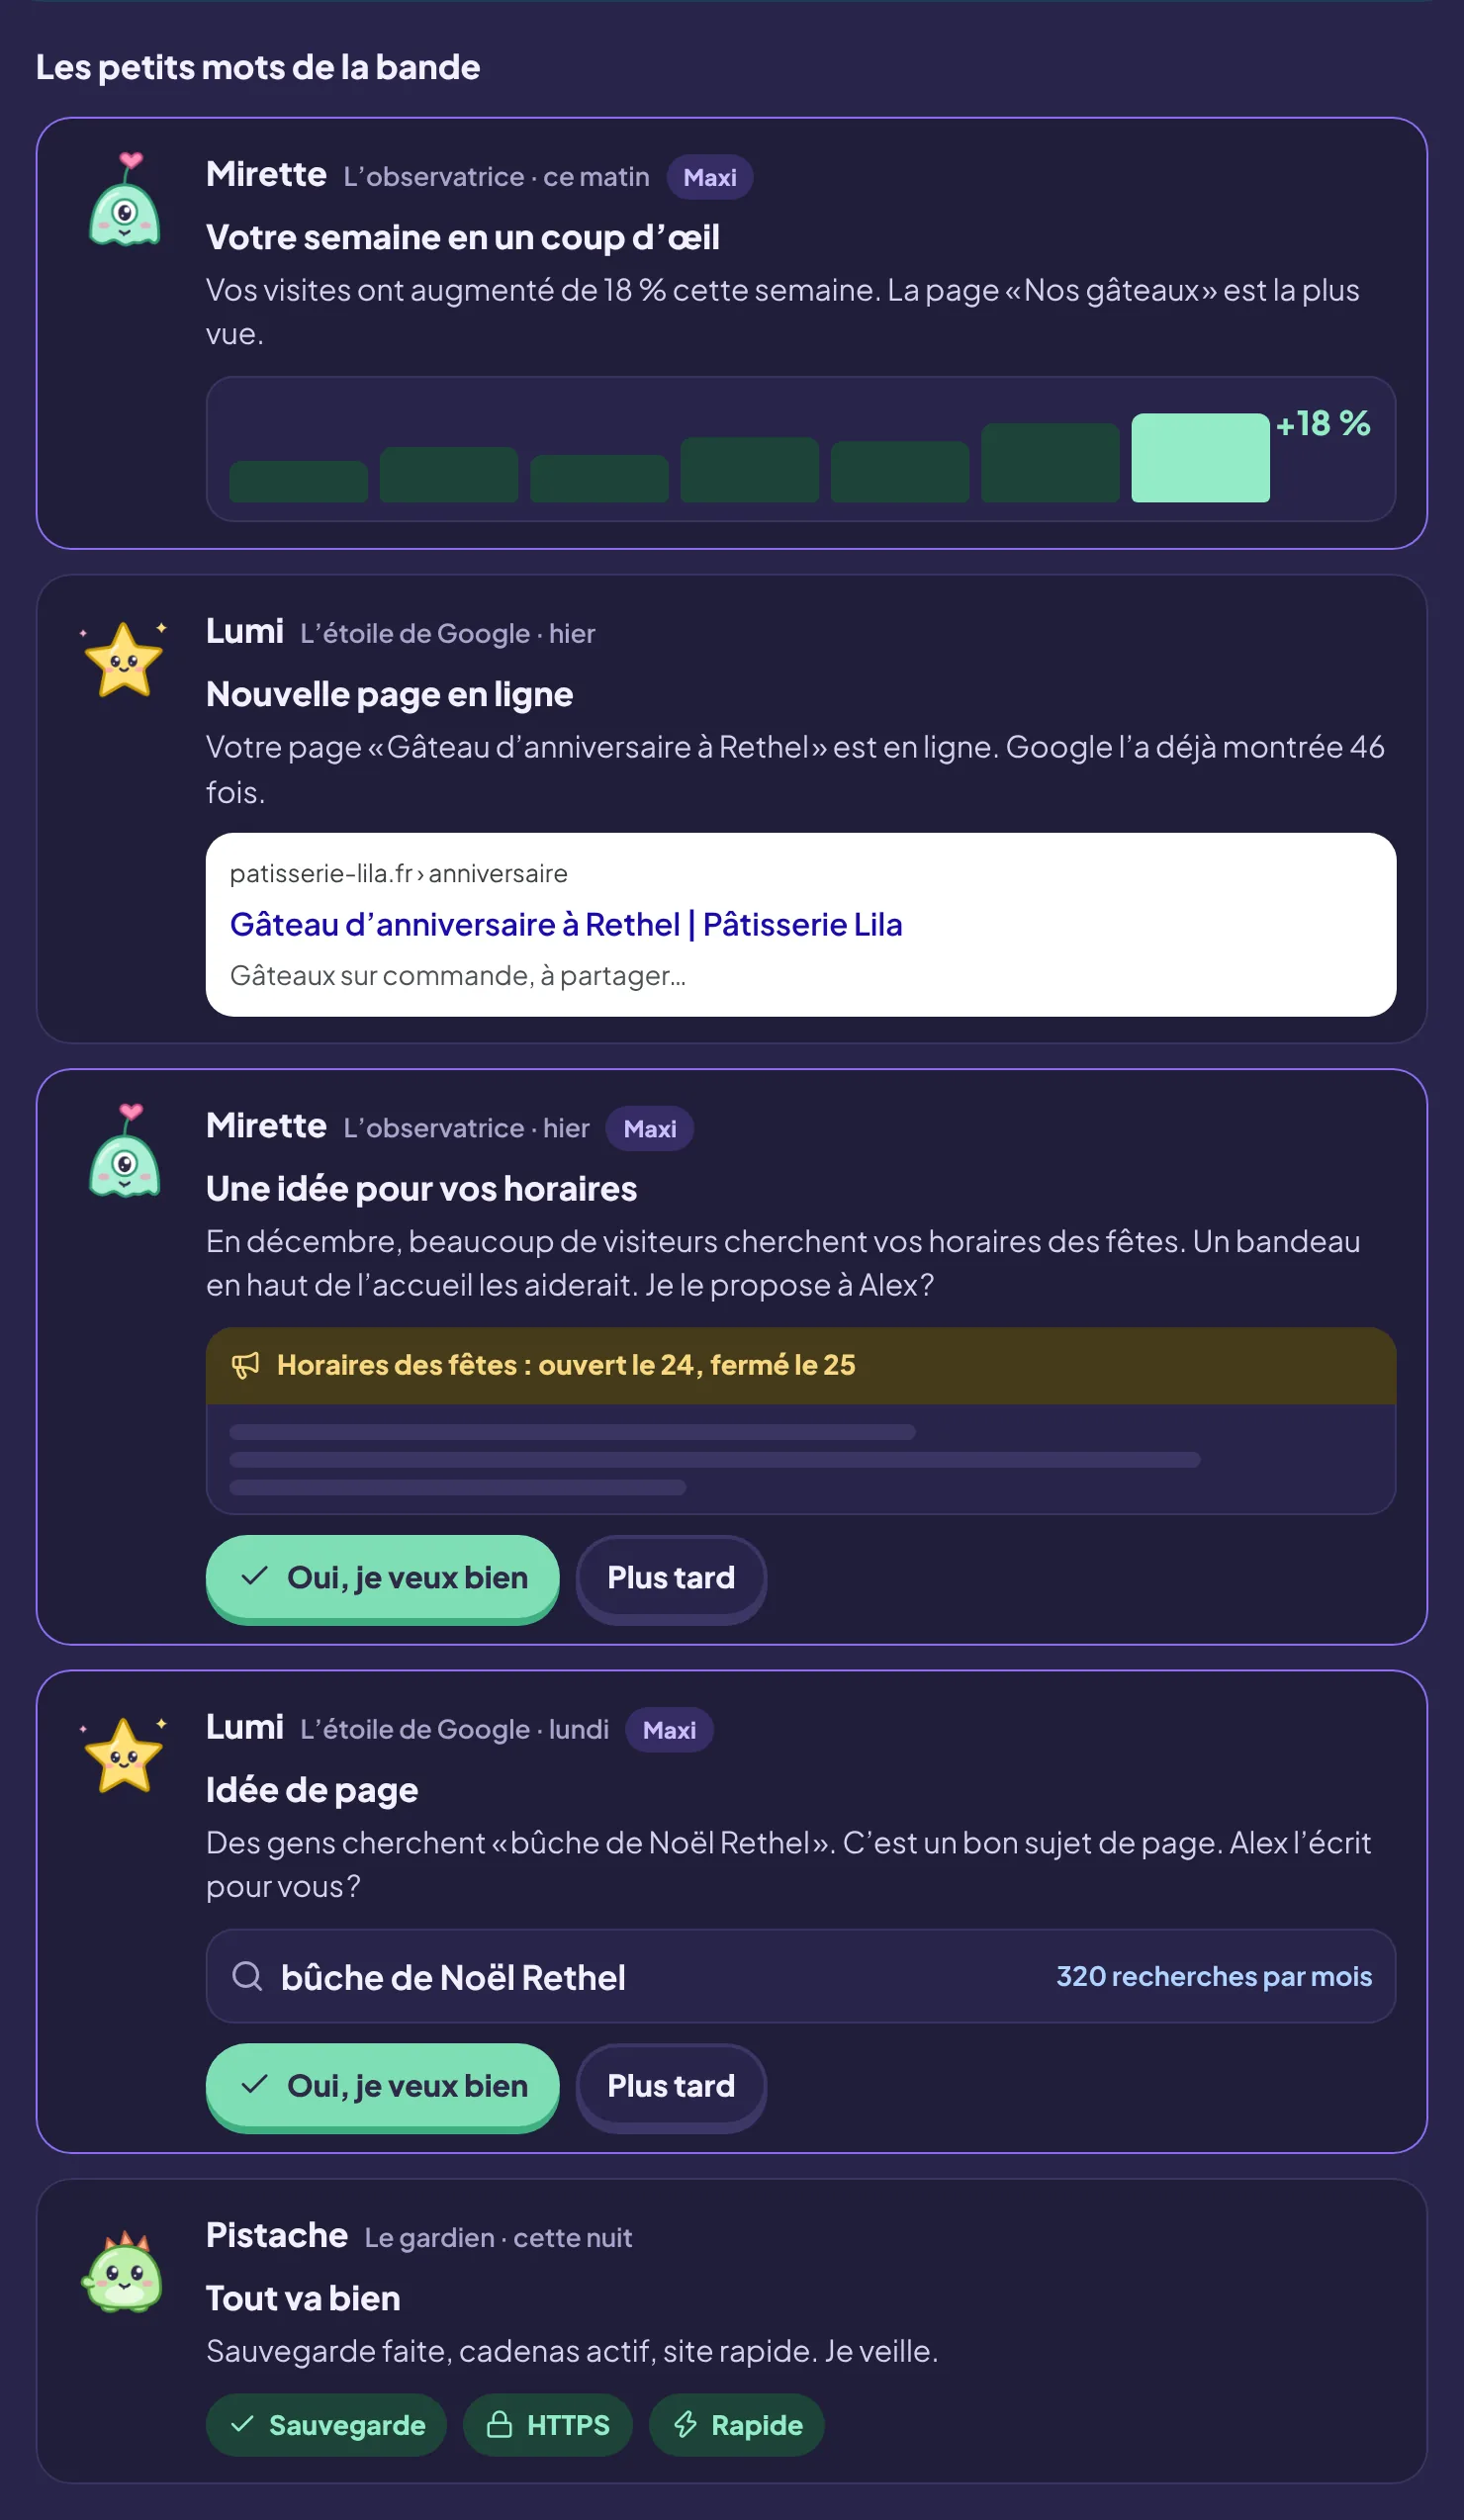 Les petits mots de la bande
Mirette L’observatrice · ce matin Maxi
Votre semaine en un coup d’œil
Vos visites ont augmenté de 18 % cette semaine. La page « Nos gâteaux » est la plus
vue.
+18 %
Lumi L’étoile de Google · hier
Nouvelle page en ligne
Votre page « Gâteau d’anniversaire à Rethel » est en ligne. Google l’a déjà montrée 46
fois.
patisserie-lila.fr › anniversaire
Gâteau d’anniversaire à Rethel | Pâtisserie Lila
Gâteaux sur commande, à partager…
Mirette L’observatrice · hier Maxi
Une idée pour vos horaires
En décembre, beaucoup de visiteurs cherchent vos horaires des fêtes. Un bandeau
en haut de l’accueil les aiderait. Je le propose à Alex ?
Horaires des fêtes : ouvert le 24, fermé le 25
Oui, je veux bien Plus tard
Lumi L’étoile de Google · lundi Maxi
Idée de page
Des gens cherchent « bûche de Noël Rethel ». C’est un bon sujet de page. Alex l’écrit
pour vous ?
bûche de Noël Rethel 320 recherches par mois
Oui, je veux bien Plus tard
Pistache Le gardien · cette nuit
Tout va bien
Sauvegarde faite, cadenas actif, site rapide. Je veille.
Sauvegarde HTTPS Rapide